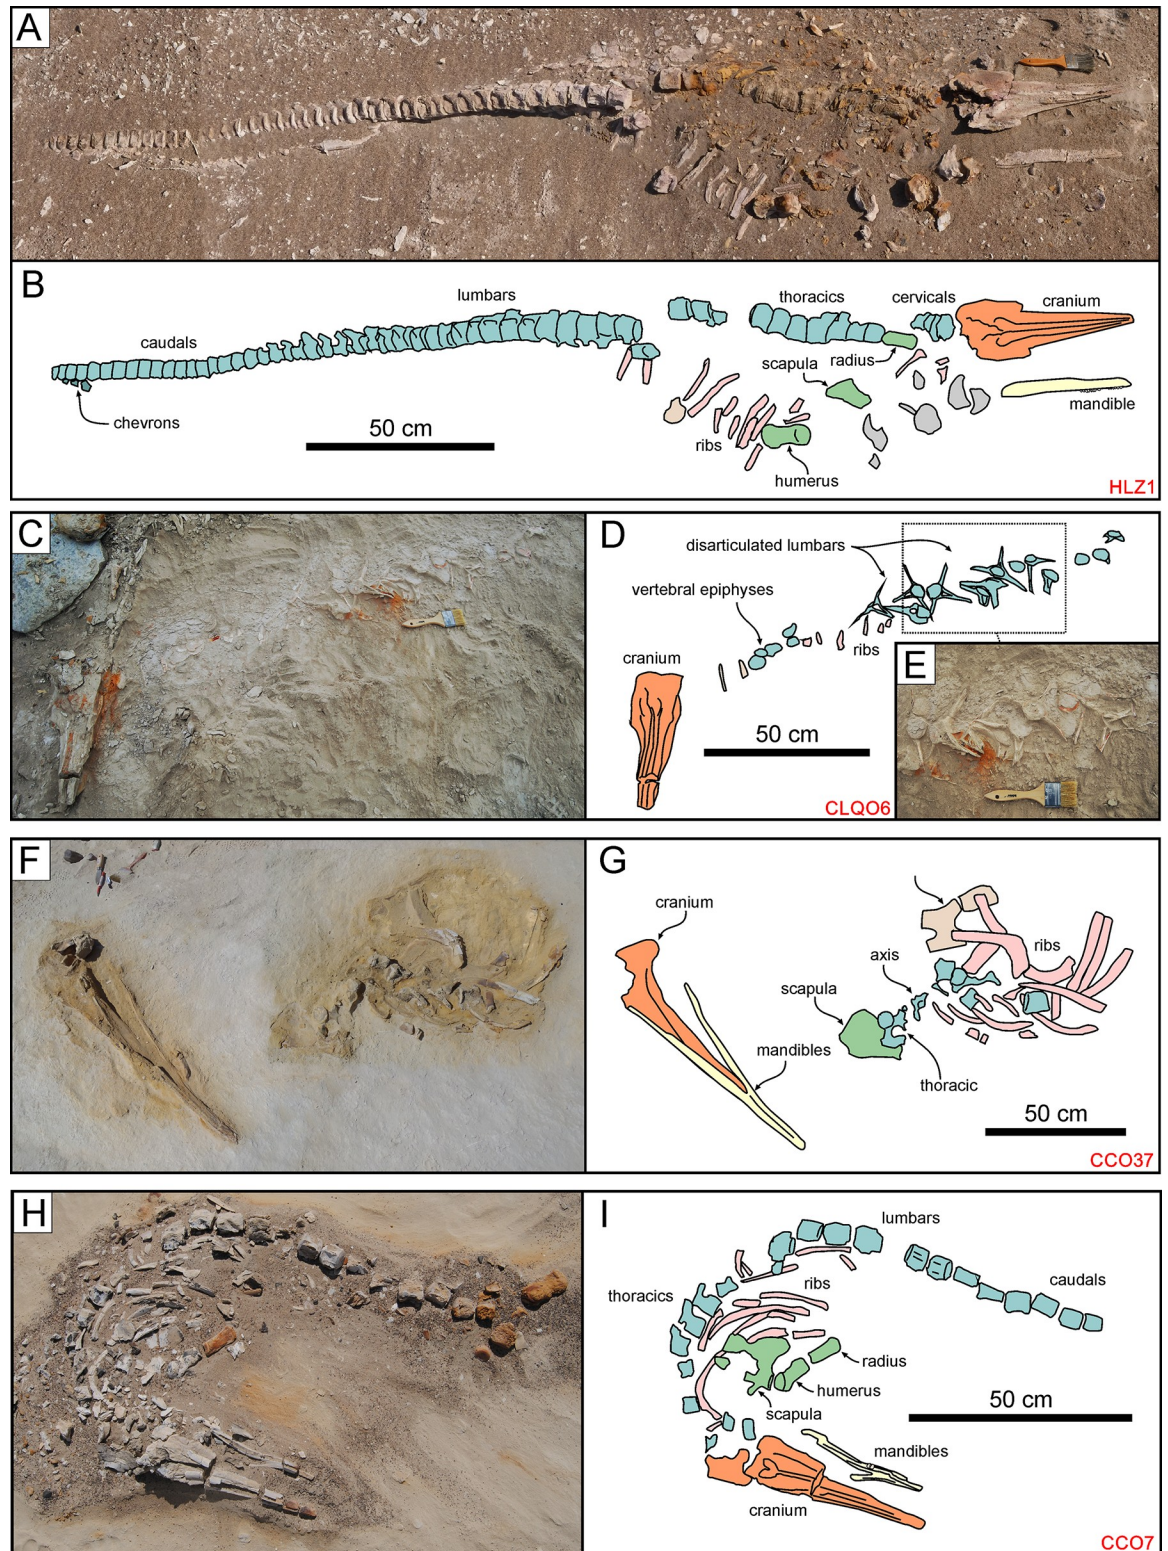 A
B
lumbars
thoracics
cervicals
cranium
caudals
scapula
radius
chevrons
mandible
50 cm
ribs
humerus
HLZ1
C
D
disarticulated lumbars
vertebral epiphyses
ribs
cranium
E
50 cm
CLQO6
F
G
cranium
ribs
axis
scapula
mandibles
thoracic
50 cm
CCO37
H
I
lumbars
caudals
ribs
thoracics
radius
humerus
50 cm
scapula
mandibles
cranium
CCO7